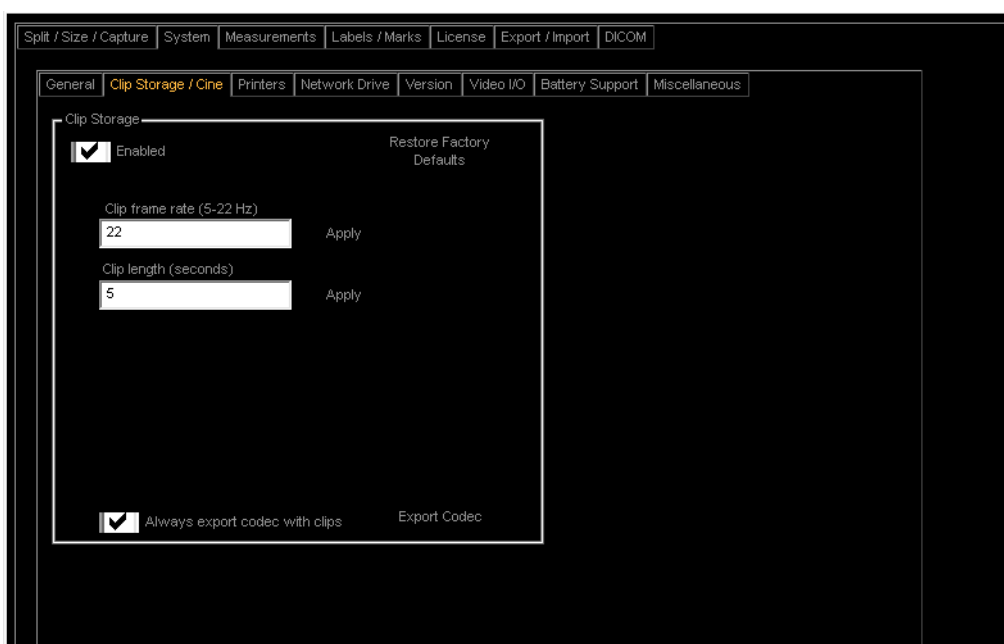 Split / Size / Capture System Measurements Labels / Marks License Export / Import DICOM
General Clip Storage / Cine Printers Network Drive Version Video I/O Battery Support Miscellaneous
Clip Storage
Enabled
Restore Factory
Defaults
Clip frame rate (5-22 Hz)
22 Apply
Clip length (seconds)
5 Apply
Always export codec with clips Export Codec